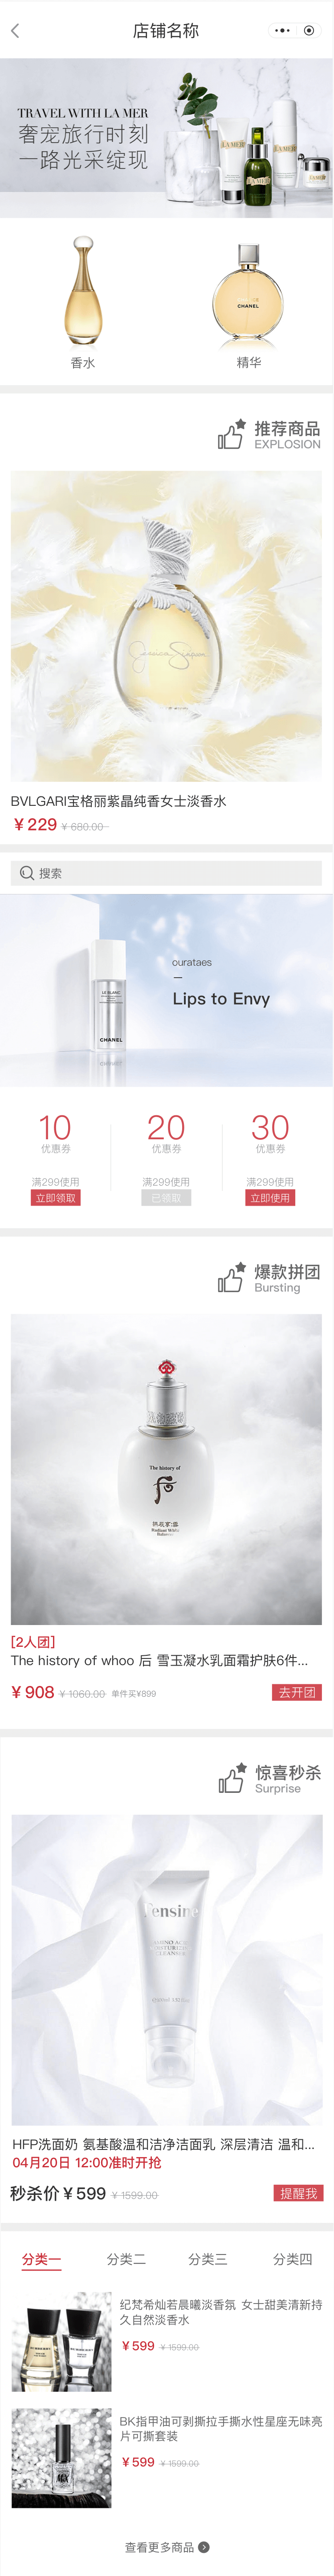 店铺名称
TRAVEL WITH LA MER
奢宠旅行时刻
一路光采绽现
LA MER
LA MER
LA MER
LA MER
CHANEL
香水
精华
推荐商品
EXPLOSION
Jessica Simpson
BVLGARI宝格丽紫晶纯香女士淡香水
¥229 ¥ 680.00
搜索
ourataes
Lips to Envy
LE BLANC
CHANEL
10
优惠券
满299使用
立即领取
20
优惠券
满299使用
已领取
30
优惠券
满299使用
立即使用
爆款拼团
Bursting
The history of
后
Radiant White
[2人团]
The history of whoo 后 雪玉凝水乳面霜护肤6件...
¥908 ¥ 1060.00 单件买¥899
去开团
惊喜秒杀
Surprise
CLEANSER
HFP洗面奶 氨基酸温和洁净洁面乳 深层清洁 温和...
04月20日 12:00准时开抢
秒杀价¥599 ¥ 1599.00
提醒我
分类一
分类二
分类三
分类四
纪梵希灿若晨曦淡香氛 女士甜美清新持
久自然淡香水
¥599 ¥ 1599.00
BK指甲油可剥撕拉手撕水性星座无味亮
片可撕套装
¥599 ¥ 1599.00
查看更多商品